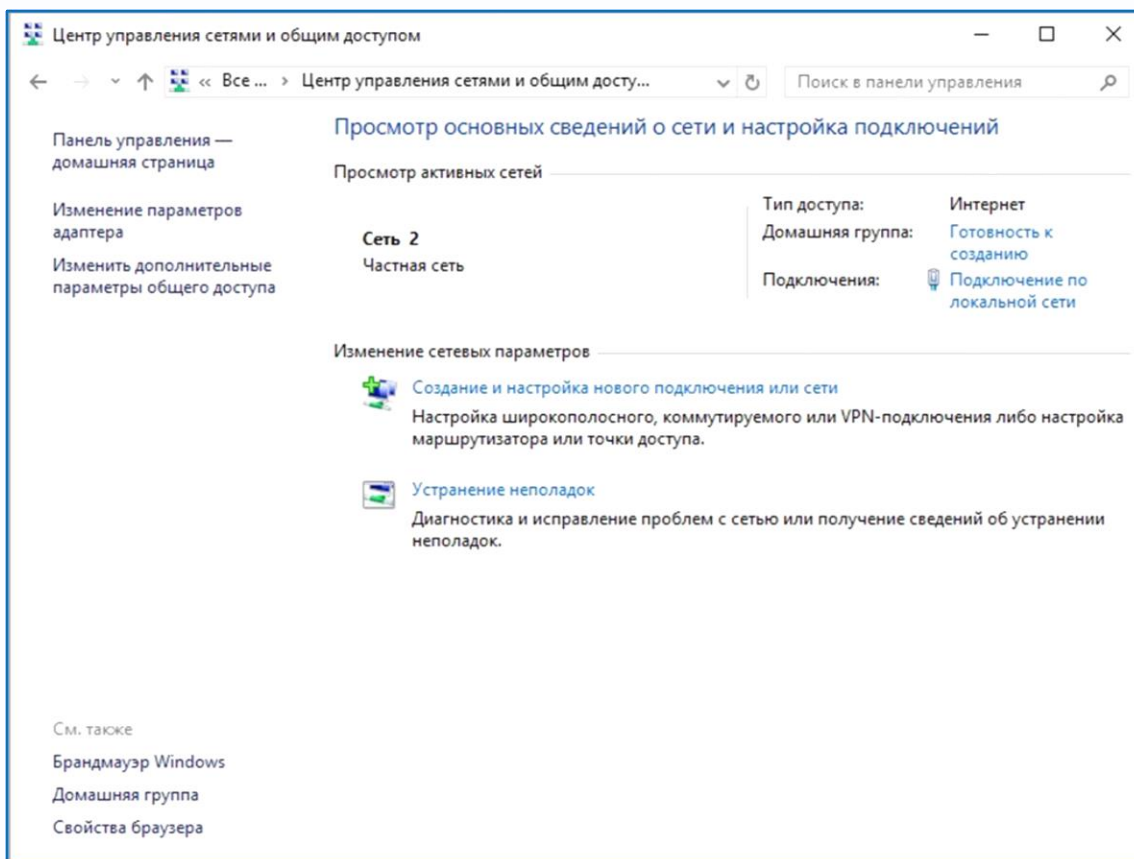 Центр управления сетями и общим доступом
« Все ... › Центр управления сетями и общим досту...
Поиск в панели управления
Панель управления —
домашняя страница
Изменение параметров
адаптера
Изменить дополнительные
параметры общего доступа
Просмотр основных сведений о сети и настройка подключений
Просмотр активных сетей
Сеть 2
Частная сеть
Тип доступа: Интернет
Домашняя группа: Готовность к
созданию
Подключения: Подключение по
локальной сети
Изменение сетевых параметров
Создание и настройка нового подключения или сети
Настройка широкополосного, коммутируемого или VPN-подключения либо настройка
маршрутизатора или точки доступа.
Устранение неполадок
Диагностика и исправление проблем с сетью или получение сведений об устранении
неполадок.
См. также
Брандмауэр Windows
Домашняя группа
Свойства браузера